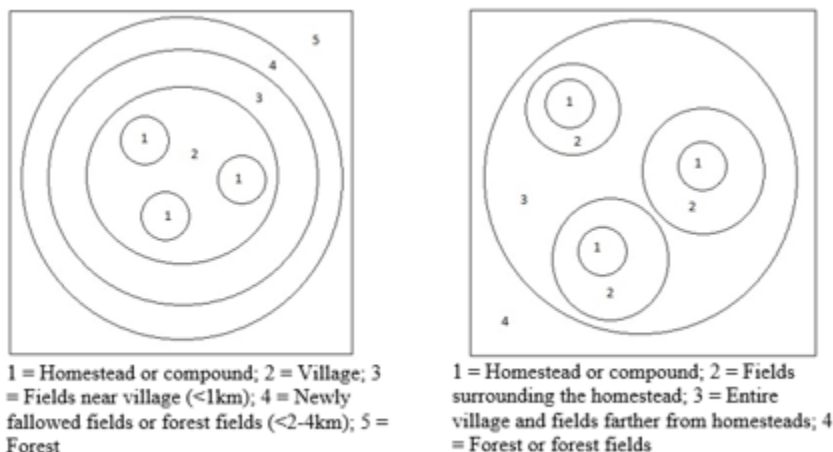 5
4
3
1
2
1
1
1
2
1
3
2
1
2
4
1 = Homestead or compound; 2 = Village; 3
= Fields near village (<1km); 4 = Newly
fallowed fields or forest fields (<2-4km); 5 =
Forest
1 = Homestead or compound; 2 = Fields
surrounding the homestead; 3 = Entire
village and fields farther from homesteads; 4
= Forest or forest fields